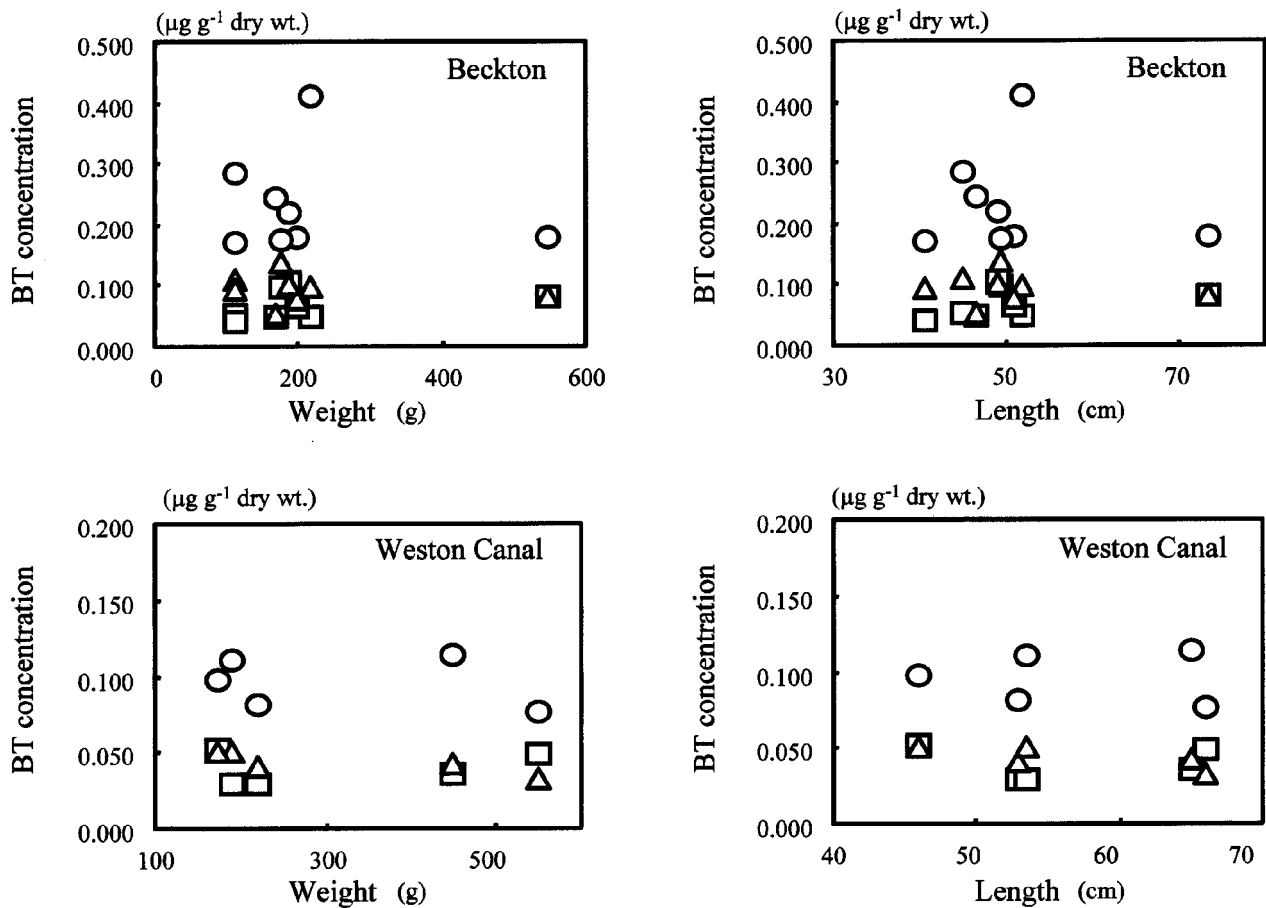 (µg g-1 dry wt.)
BT concentration
0.500
0.400
0.300
0.200
0.100
0.000
Beckton
0 200 400 600
Weight (g)
(µg g-1 dry wt.)
BT concentration
0.500
0.400
0.300
0.200
0.100
0.000
Beckton
30 50 70
Length (cm)
(µg g-1 dry wt.)
BT concentration
0.200
0.150
0.100
0.050
0.000
Weston Canal
100 300 500
Weight (g)
(µg g-1 dry wt.)
BT concentration
0.200
0.150
0.100
0.050
0.000
Weston Canal
40 50 60 70
Length (cm)